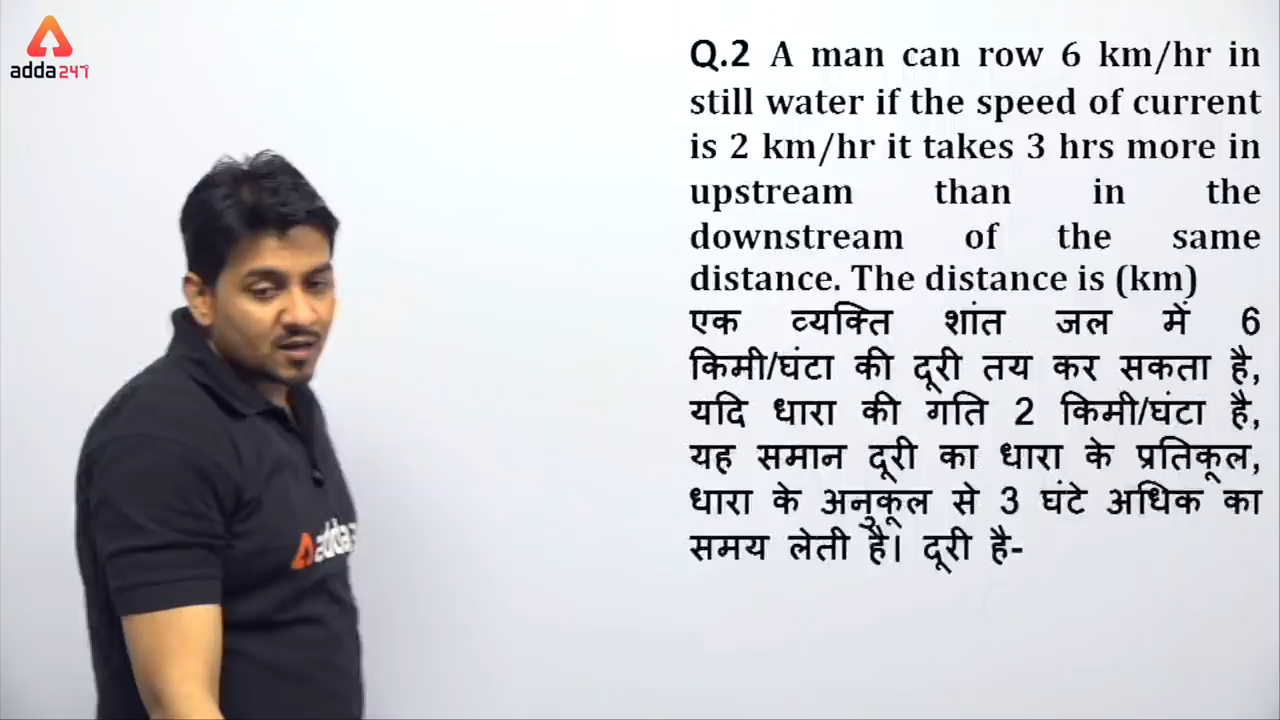 adda247
Q.2 A man can row 6 km/hr in
still water if the speed of current
is 2 km/hr it takes 3 hrs more in
upstream than in the
downstream of the same
distance. The distance is (km)
एक व्यक्ति शांत जल में 6
किमी/घंटा की दूरी तय कर सकता है,
यदि धारा की गति 2 किमी/घंटा है,
यह समान दूरी का धारा के प्रतिकूल,
धारा के अनुकूल से 3 घंटे अधिक का
समय लेती है। दूरी है-
adda